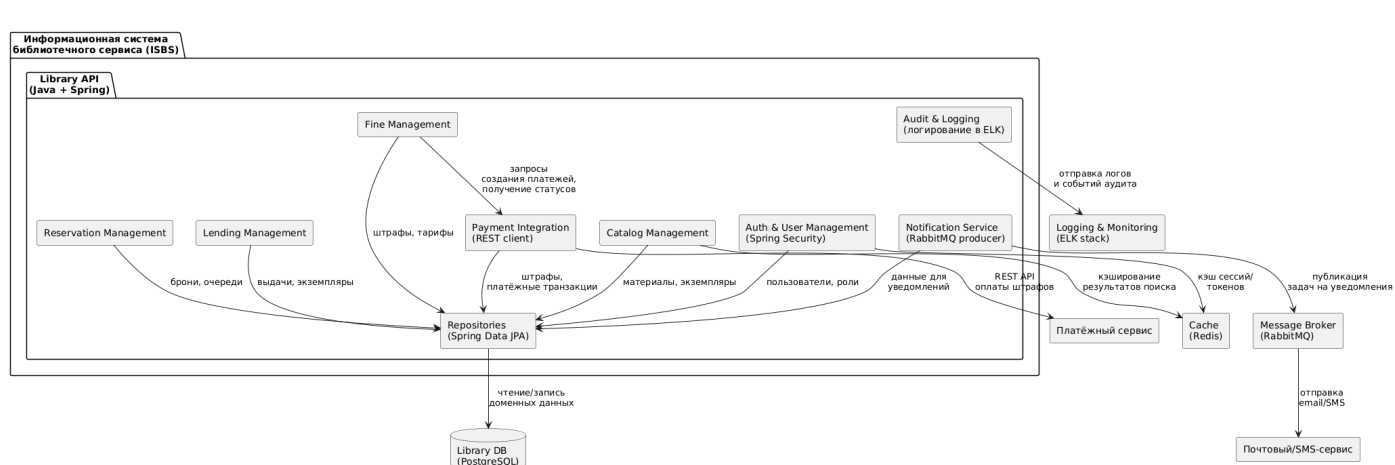 Информационная система
библиотечного сервиса (ISBS)
Library API
(Java + Spring)
Fine Management
Audit & Logging
(логирование в ELK)
запросы
создания платежей,
получение статусов
отправка логов
и событий аудита
Reservation Management
Lending Management
штрафы, тарифы
Payment Integration
(REST client)
Catalog Management
Auth & User Management
(Spring Security)
Notification Service
(RabbitMQ producer)
Logging & Monitoring
(ELK stack)
брони, очереди
выдачи, экземпляры
штрафы,
платёжные транзакции
материалы, экземпляры
пользователи, роли
данные для
уведомлений
REST API
оплаты штрафов
кэширование
результатов поиска
кэш сессий/
токенов
публикация
задач на уведомления
Repositories
(Spring Data JPA)
Платёжный сервис
Cache
(Redis)
Message Broker
(RabbitMQ)
чтение/запись
доменных данных
отправка
email/SMS
Library DB
(PostgreSQL)
Почтовый/SMS-сервис